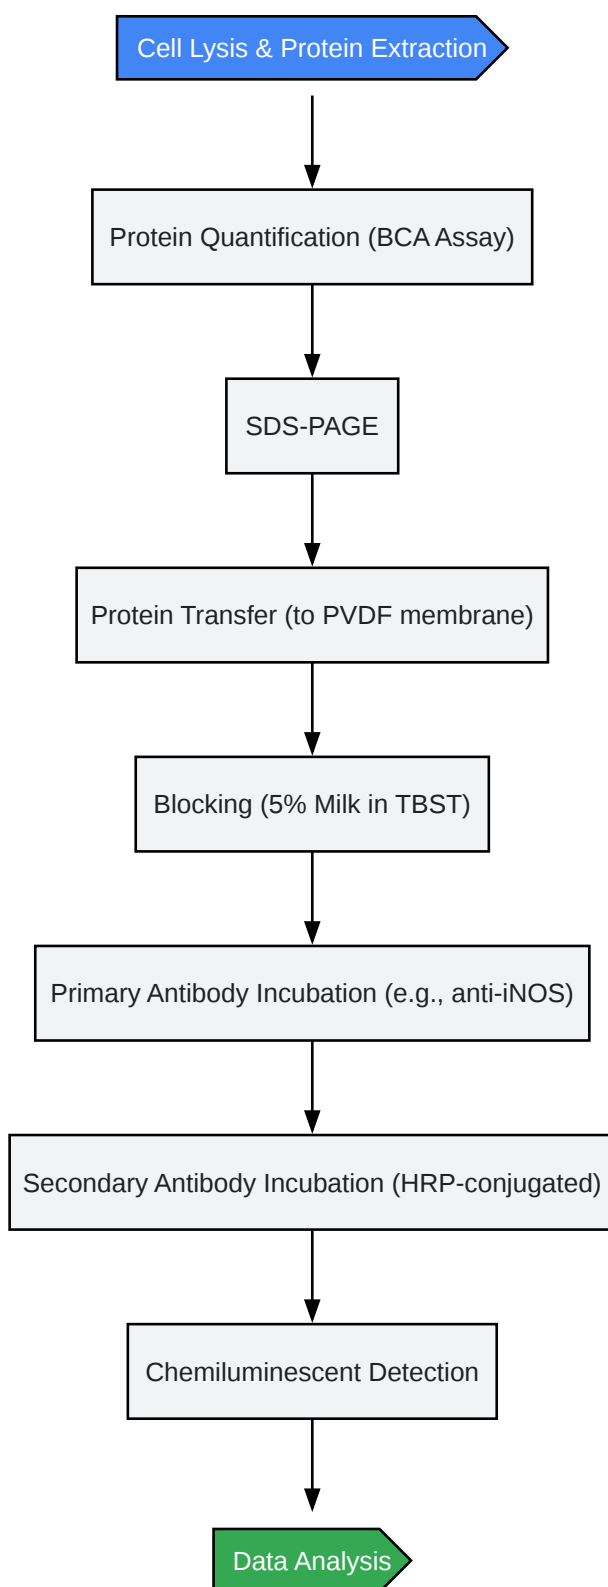 Cell Lysis & Protein Extraction
Protein Quantification (BCA Assay)
SDS-PAGE
Protein Transfer (to PVDF membrane)
Blocking (5% Milk in TBST)
Primary Antibody Incubation (e.g., anti-iNOS)
Secondary Antibody Incubation (HRP-conjugated)
Chemiluminescent Detection
Data Analysis